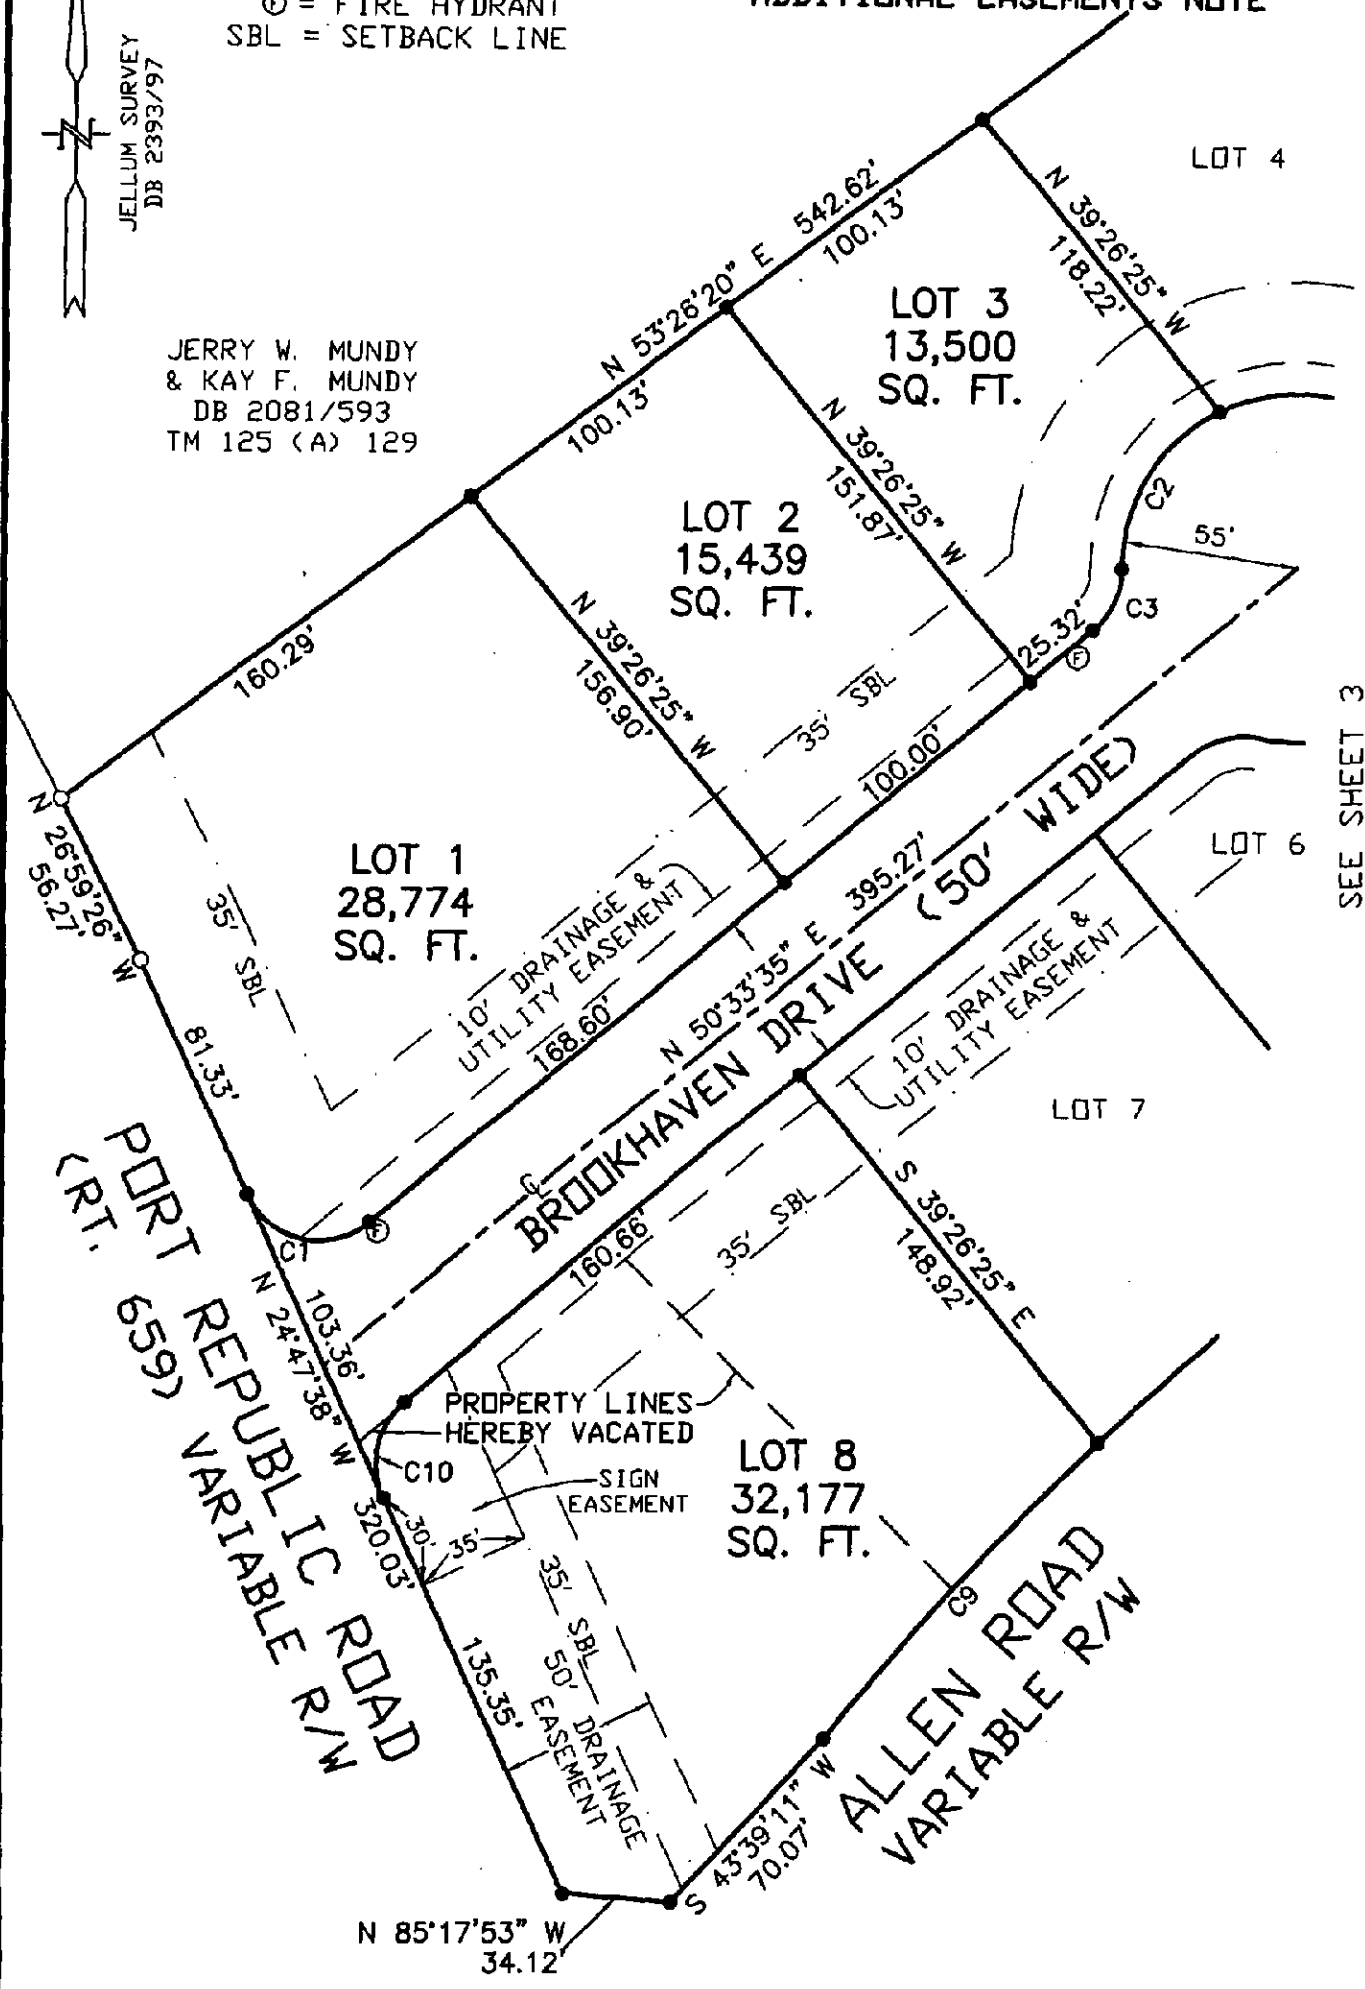 Ⓕ = FIRE HYDRANT
SBL = SETBACK LINE
ADDITIONAL EASEMENTS NOTE
JELLUM SURVEY
DB 2393/97
N
JERRY W. MUNDY
& KAY F. MUNDY
DB 2081/593
TM 125 (A) 129
LOT 4
N 53°26'20" E 542.62'
100.13'
100.13'
160.29'
N 39°26'25" W
118.22'
LOT 3
13,500
SQ. FT.
N 39°26'25" W
151.87'
LOT 2
15,439
SQ. FT.
N 39°26'25" W
156.90'
C2
55'
C3
25.32'
Ⓕ
35' SBL
100.00'
SEE SHEET 3
LOT 6
LOT 1
28,774
SQ. FT.
N 26°59'26" W
56.27'
35' SBL
81.33'
10' DRAINAGE &
UTILITY EASEMENT
168.60'
N 50°33'35" E 395.27'
℄
BROOKHAVEN DRIVE (50' WIDE)
10' DRAINAGE &
UTILITY EASEMENT
LOT 7
C1
Ⓕ
103.36'
N 24°47'38" W
320.03'
PORT REPUBLIC ROAD
(RT. 659) VARIABLE R/W
160.66'
35' SBL
S 39°26'25" E
148.92'
PROPERTY LINES
HEREBY VACATED
C10
SIGN
EASEMENT
30'
35'
LOT 8
32,177
SQ. FT.
35' SBL
50' DRAINAGE
EASEMENT
135.35'
C9
ALLEN ROAD
VARIABLE R/W
S 43°39'11" W
70.07'
N 85°17'53" W
34.12'